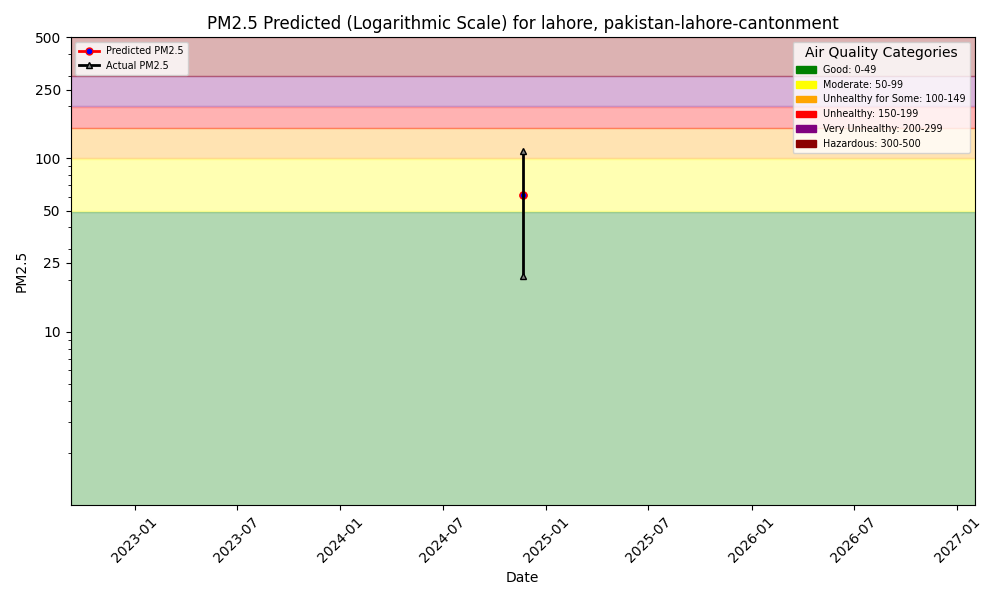 PM2.5 Predicted (Logarithmic Scale) for lahore, pakistan-lahore-cantonment
500
250
100
50
25
10
PM2.5
Predicted PM2.5
Actual PM2.5
Air Quality Categories
Good: 0-49
Moderate: 50-99
Unhealthy for Some: 100-149
Unhealthy: 150-199
Very Unhealthy: 200-299
Hazardous: 300-500
2023-01
2023-07
2024-01
2024-07
2025-01
2025-07
2026-01
2026-07
2027-01
Date